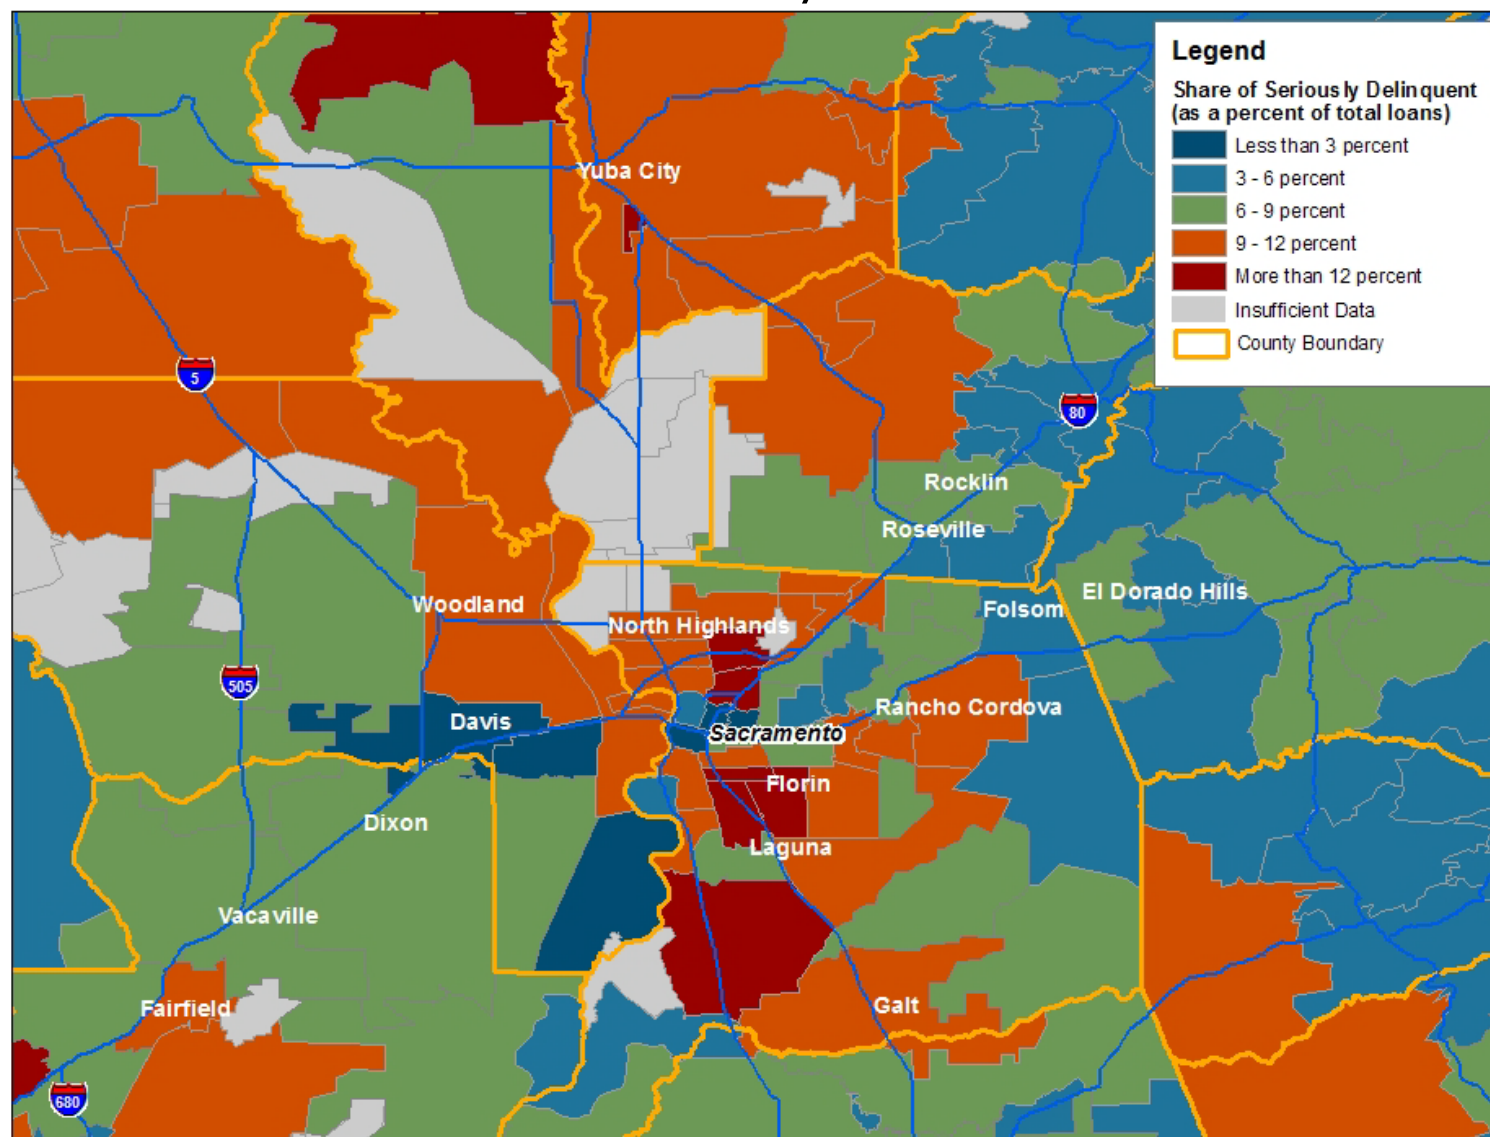 Legend
Share of Seriously Delinquent
(as a percent of total loans)
Less than 3 percent
3 - 6 percent
6 - 9 percent
9 - 12 percent
More than 12 percent
Insufficient Data
County Boundary
Yuba City
5
80
Rocklin
Roseville
Woodland
North Highlands
Folsom
El Dorado Hills
505
Davis
Sacramento
Rancho Cordova
Florin
Dixon
Laguna
Vacaville
Fairfield
Galt
680